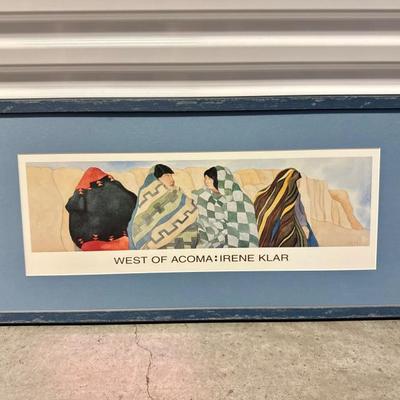 WEST OF ACOMA:IRENE KLAR